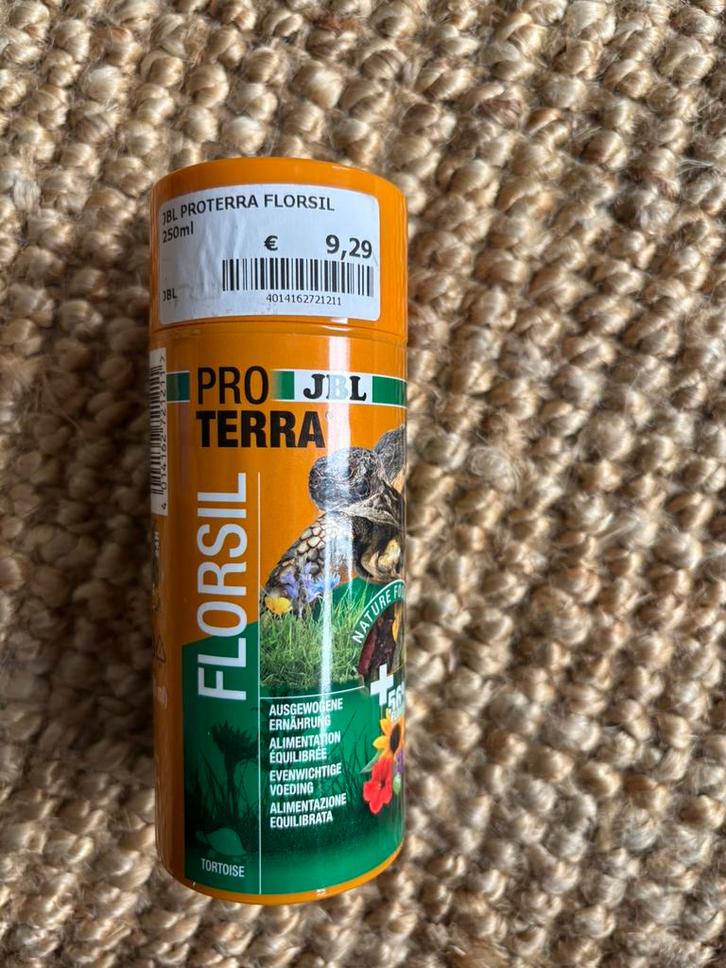 JBL PROTERRA FLORSIL
250ml
€ 9,29
JBL
4014162721211
PRO JBL
TERRA
FLORSIL
NATURE
AUSGEWOGENE
ERNÄHRUNG
ALIMENTATION
ÉQUILIBRÉE
EVENWICHTIGE
VOEDING
ALIMENTAZIONE
EQUILIBRATA
TORTOISE